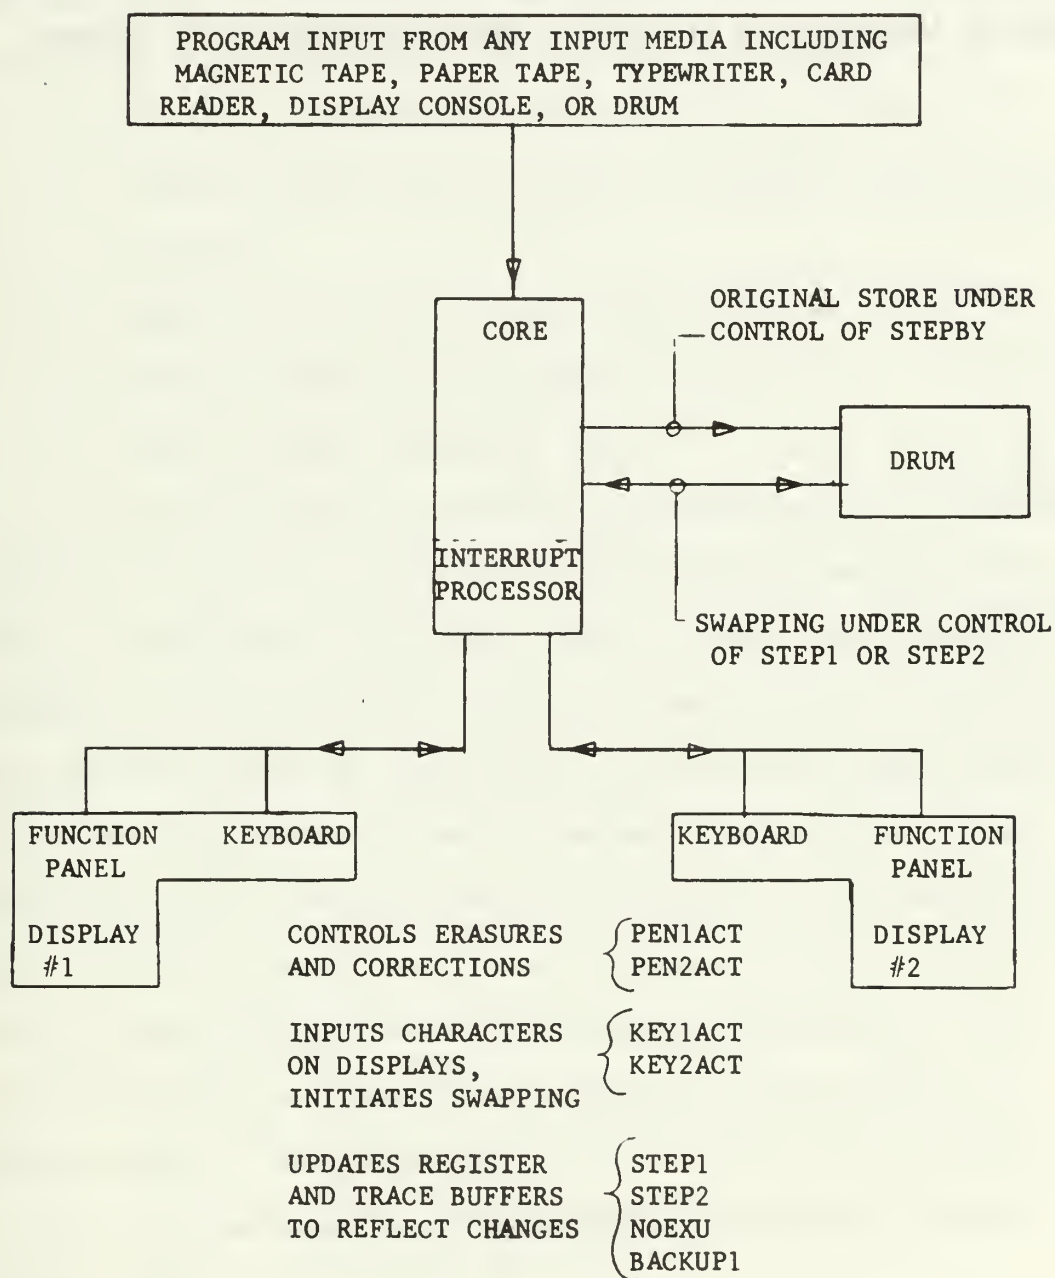 PROGRAM INPUT FROM ANY INPUT MEDIA INCLUDING
MAGNETIC TAPE, PAPER TAPE, TYPEWRITER, CARD
READER, DISPLAY CONSOLE, OR DRUM
CORE
ORIGINAL STORE UNDER
CONTROL OF STEPBY
DRUM
INTERRUPT
PROCESSOR
SWAPPING UNDER CONTROL
OF STEP1 OR STEP2
FUNCTION
PANEL
KEYBOARD
DISPLAY
#1
KEYBOARD
FUNCTION
PANEL
DISPLAY
#2
CONTROLS ERASURES
AND CORRECTIONS
PEN1ACT
PEN2ACT
INPUTS CHARACTERS
ON DISPLAYS,
INITIATES SWAPPING
KEY1ACT
KEY2ACT
UPDATES REGISTER
AND TRACE BUFFERS
TO REFLECT CHANGES
STEP1
STEP2
NOEXU
BACKUP1